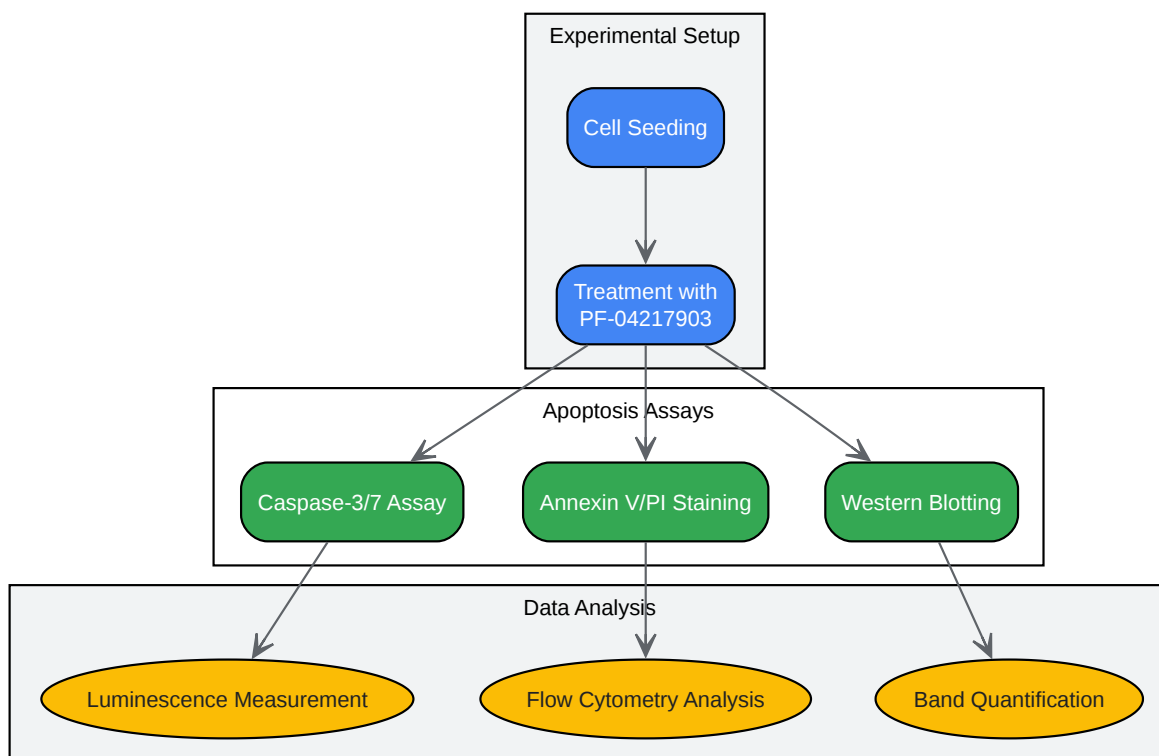 Experimental Setup
Cell Seeding
Treatment with
PF-04217903
Apoptosis Assays
Caspase-3/7 Assay
Annexin V/PI Staining
Western Blotting
Data Analysis
Luminescence Measurement
Flow Cytometry Analysis
Band Quantification